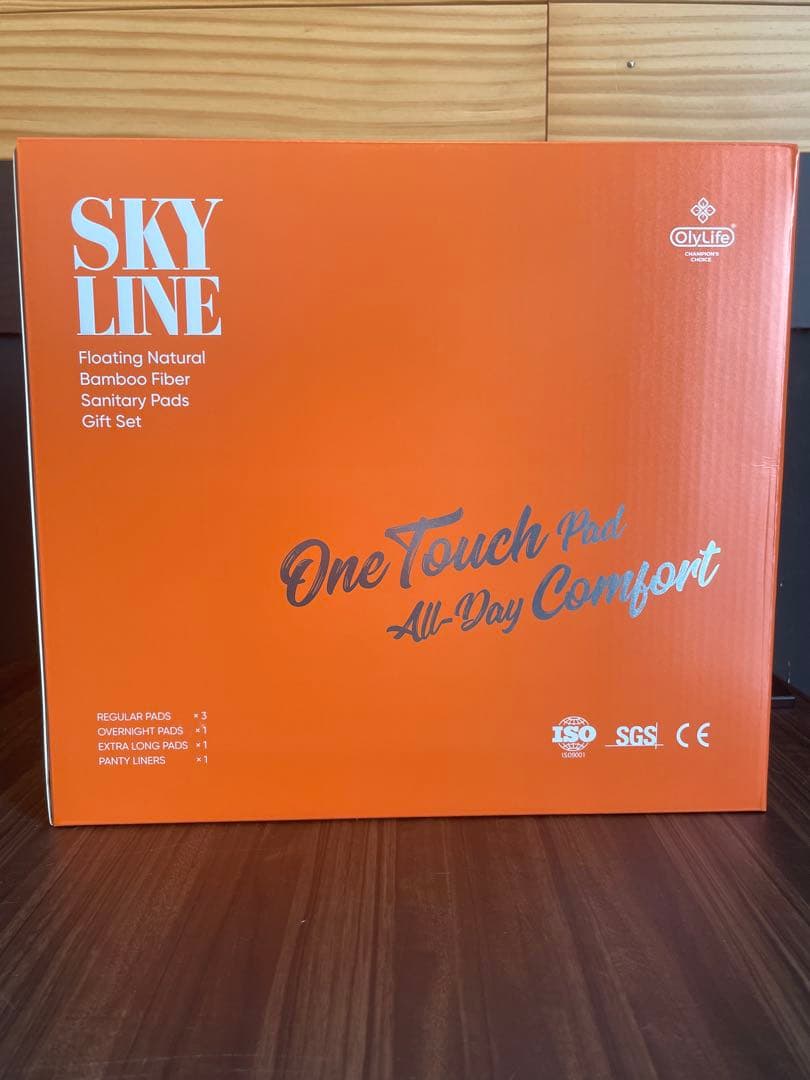 SKY
LINE
Floating Natural
Bamboo Fiber
Sanitary Pads
Gift Set
OlyLife®
CHAMPION'S
CHOICE
One Touch Pad
All-Day Comfort
REGULAR PADS × 3
OVERNIGHT PADS × 1
EXTRA LONG PADS × 1
PANTY LINERS × 1
ISO
ISO9001
SGS
CE